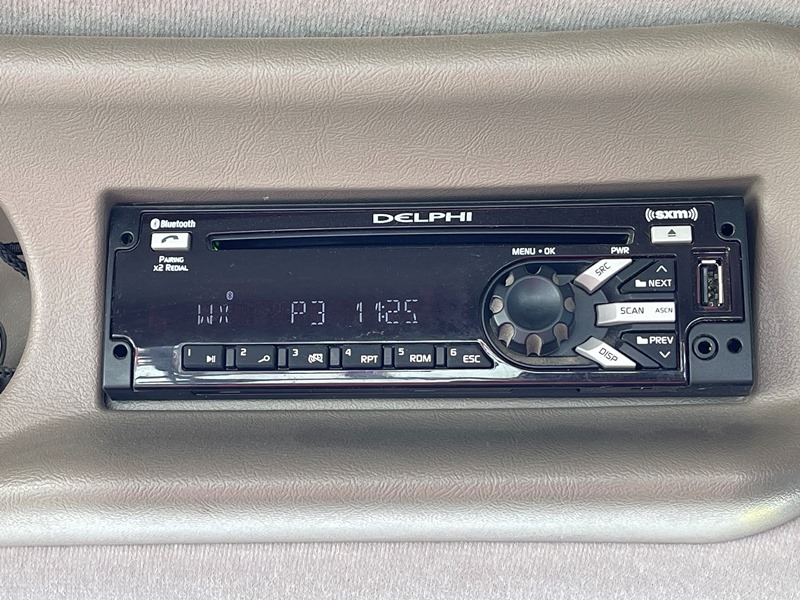 DELPHI
Bluetooth
PAIRING
X2 REDIAL
sxm
MENU • OK
PWR
SRC
NEXT
SCAN ASCN
PREV
DISP
WX P3 11:25
1 2 3 4 RPT 5 RDM 6 ESC